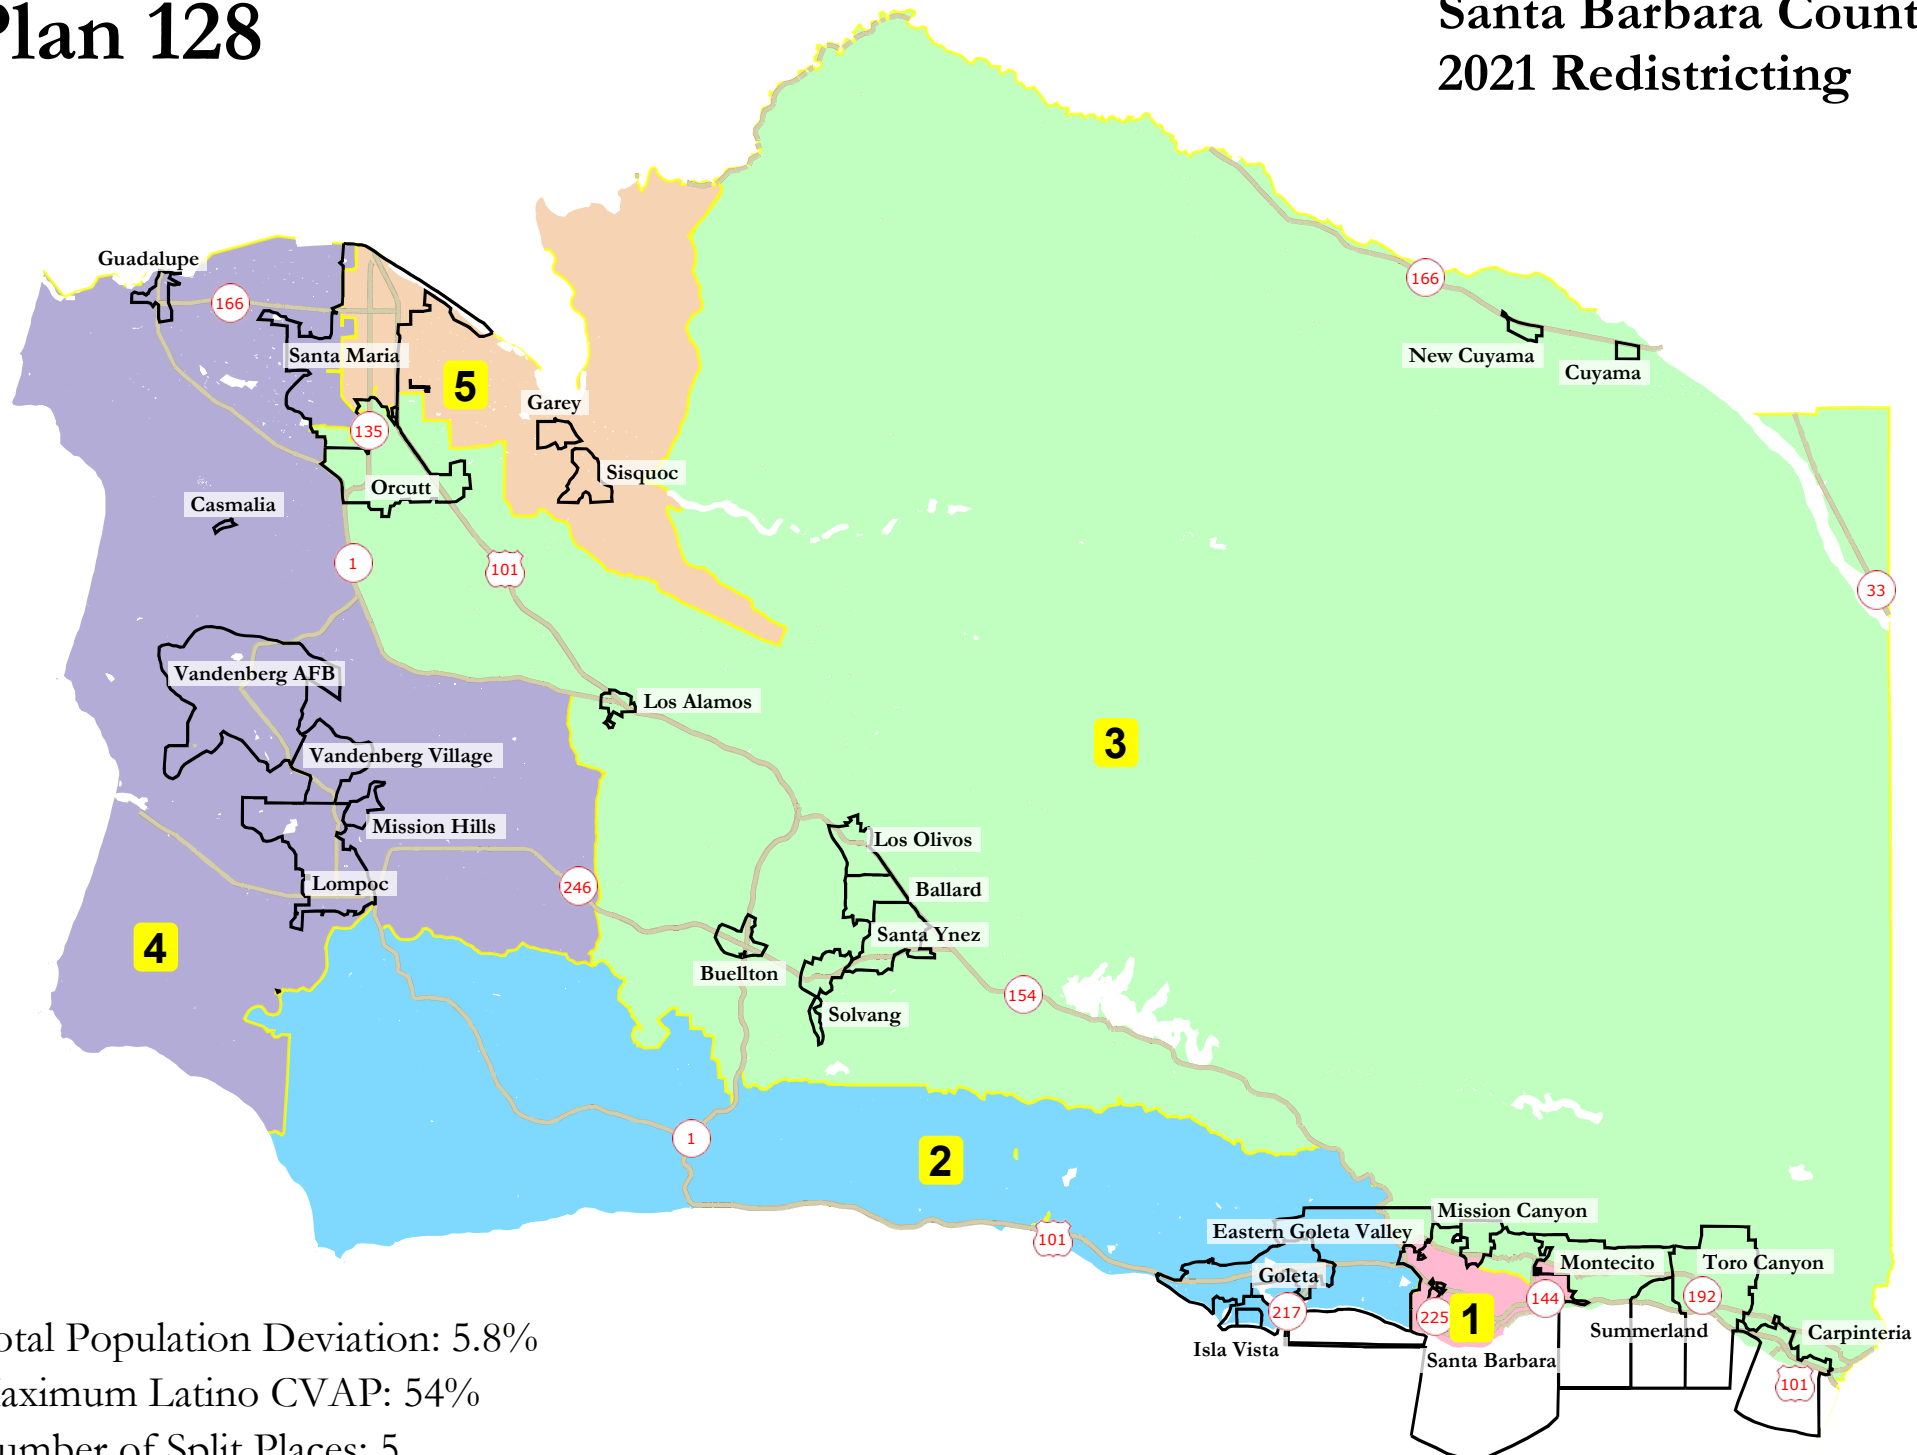 Plan 128
Santa Barbara Count
2021 Redistricting
Guadalupe
166
Santa Maria
5
Garey
135
Sisquoc
Orcutt
Casmalia
1
101
166
New Cuyama
Cuyama
33
Vandenberg AFB
Los Alamos
3
Vandenberg Village
Mission Hills
Los Olivos
Lompoc
246
Ballard
Santa Ynez
4
Buellton
154
Solvang
1
2
101
Mission Canyon
Eastern Goleta Valley
Montecito
Toro Canyon
Goleta
217
225
1
144
192
Isla Vista
Santa Barbara
Summerland
Carpinteria
101
otal Population Deviation: 5.8%
aximum Latino CVAP: 54%
umber of Split Places: 5